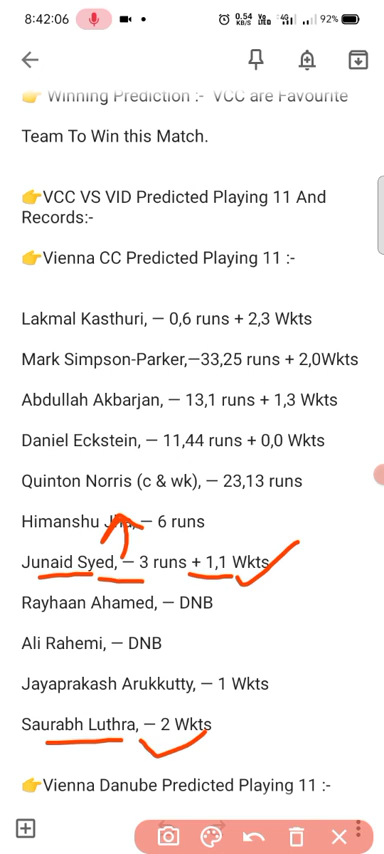 8:42:06
0.54 KB/S
Vo LTE
4G
92%
👉 Winning Prediction :- VCC are Favourite
Team To Win this Match.
👉VCC VS VID Predicted Playing 11 And
Records:-
👉Vienna CC Predicted Playing 11 :-
Lakmal Kasthuri, — 0,6 runs + 2,3 Wkts
Mark Simpson-Parker,—33,25 runs + 2,0Wkts
Abdullah Akbarjan, — 13,1 runs + 1,3 Wkts
Daniel Eckstein, — 11,44 runs + 0,0 Wkts
Quinton Norris (c & wk), — 23,13 runs
Himanshu Jha, — 6 runs
Junaid Syed, — 3 runs + 1,1 Wkts
Rayhaan Ahamed, — DNB
Ali Rahemi, — DNB
Jayaprakash Arukkutty, — 1 Wkts
Saurabh Luthra, — 2 Wkts
👉Vienna Danube Predicted Playing 11 :-